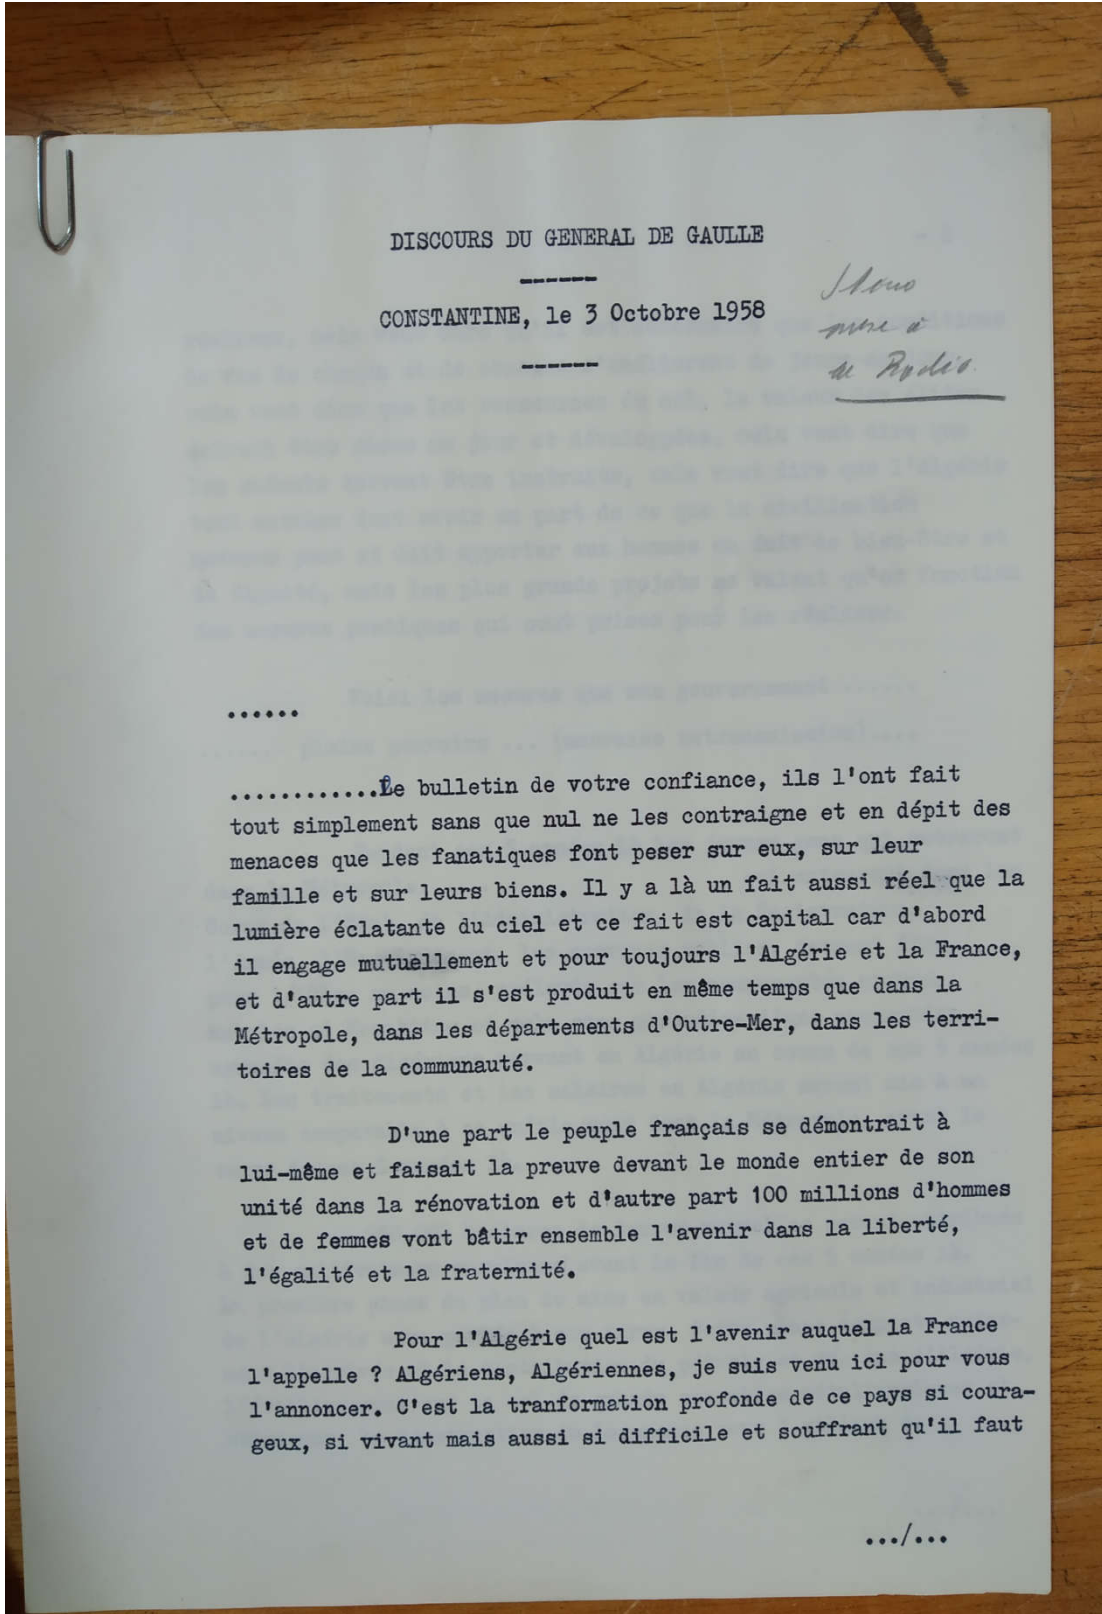 DISCOURS DU GENERAL DE GAULLE
------
CONSTANTINE, le 3 Octobre 1958
------
Steno
prise à
la Radio
......
............Le bulletin de votre confiance, ils l'ont fait
tout simplement sans que nul ne les contraigne et en dépit des
menaces que les fanatiques font peser sur eux, sur leur
famille et sur leurs biens. Il y a là un fait aussi réel que la
lumière éclatante du ciel et ce fait est capital car d'abord
il engage mutuellement et pour toujours l'Algérie et la France,
et d'autre part il s'est produit en même temps que dans la
Métropole, dans les départements d'Outre-Mer, dans les terri-
toires de la communauté.
D'une part le peuple français se démontrait à
lui-même et faisait la preuve devant le monde entier de son
unité dans la rénovation et d'autre part 100 millions d'hommes
et de femmes vont bâtir ensemble l'avenir dans la liberté,
l'égalité et la fraternité.
Pour l'Algérie quel est l'avenir auquel la France
l'appelle ? Algériens, Algériennes, je suis venu ici pour vous
l'annoncer. C'est la tranformation profonde de ce pays si coura-
geux, si vivant mais aussi si difficile et souffrant qu'il faut
.../...